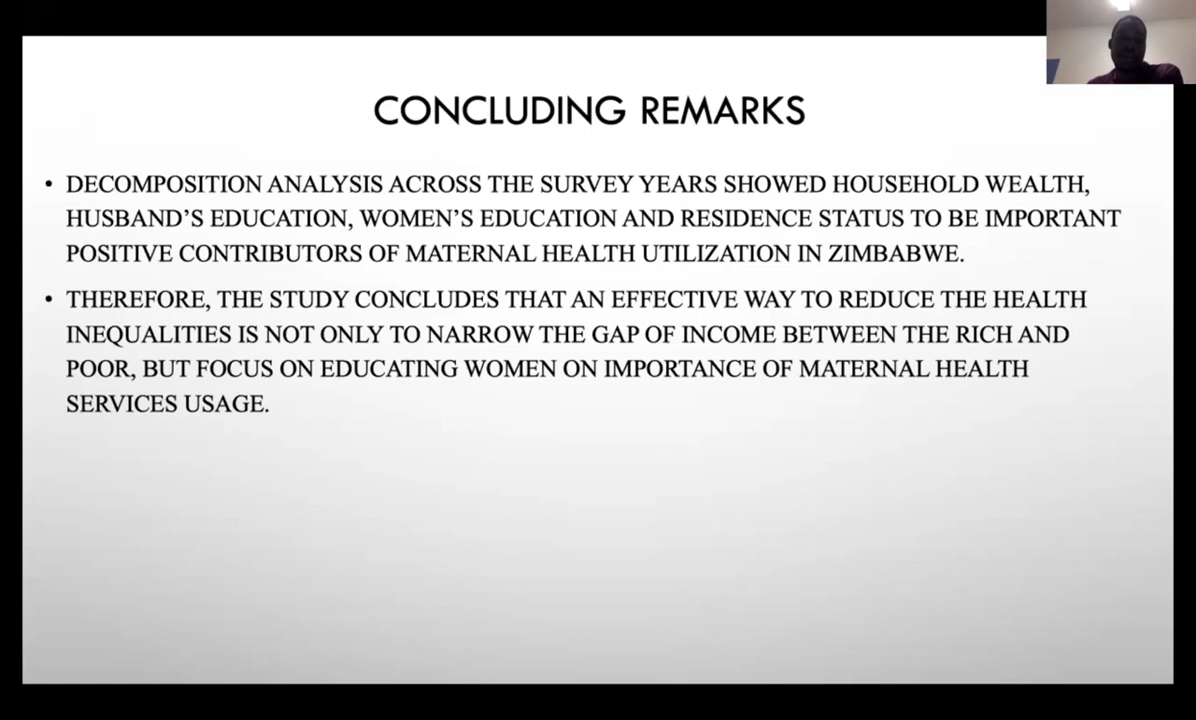 CONCLUDING REMARKS
• DECOMPOSITION ANALYSIS ACROSS THE SURVEY YEARS SHOWED HOUSEHOLD WEALTH,
HUSBAND’S EDUCATION, WOMEN’S EDUCATION AND RESIDENCE STATUS TO BE IMPORTANT
POSITIVE CONTRIBUTORS OF MATERNAL HEALTH UTILIZATION IN ZIMBABWE.
• THEREFORE, THE STUDY CONCLUDES THAT AN EFFECTIVE WAY TO REDUCE THE HEALTH
INEQUALITIES IS NOT ONLY TO NARROW THE GAP OF INCOME BETWEEN THE RICH AND
POOR, BUT FOCUS ON EDUCATING WOMEN ON IMPORTANCE OF MATERNAL HEALTH
SERVICES USAGE.